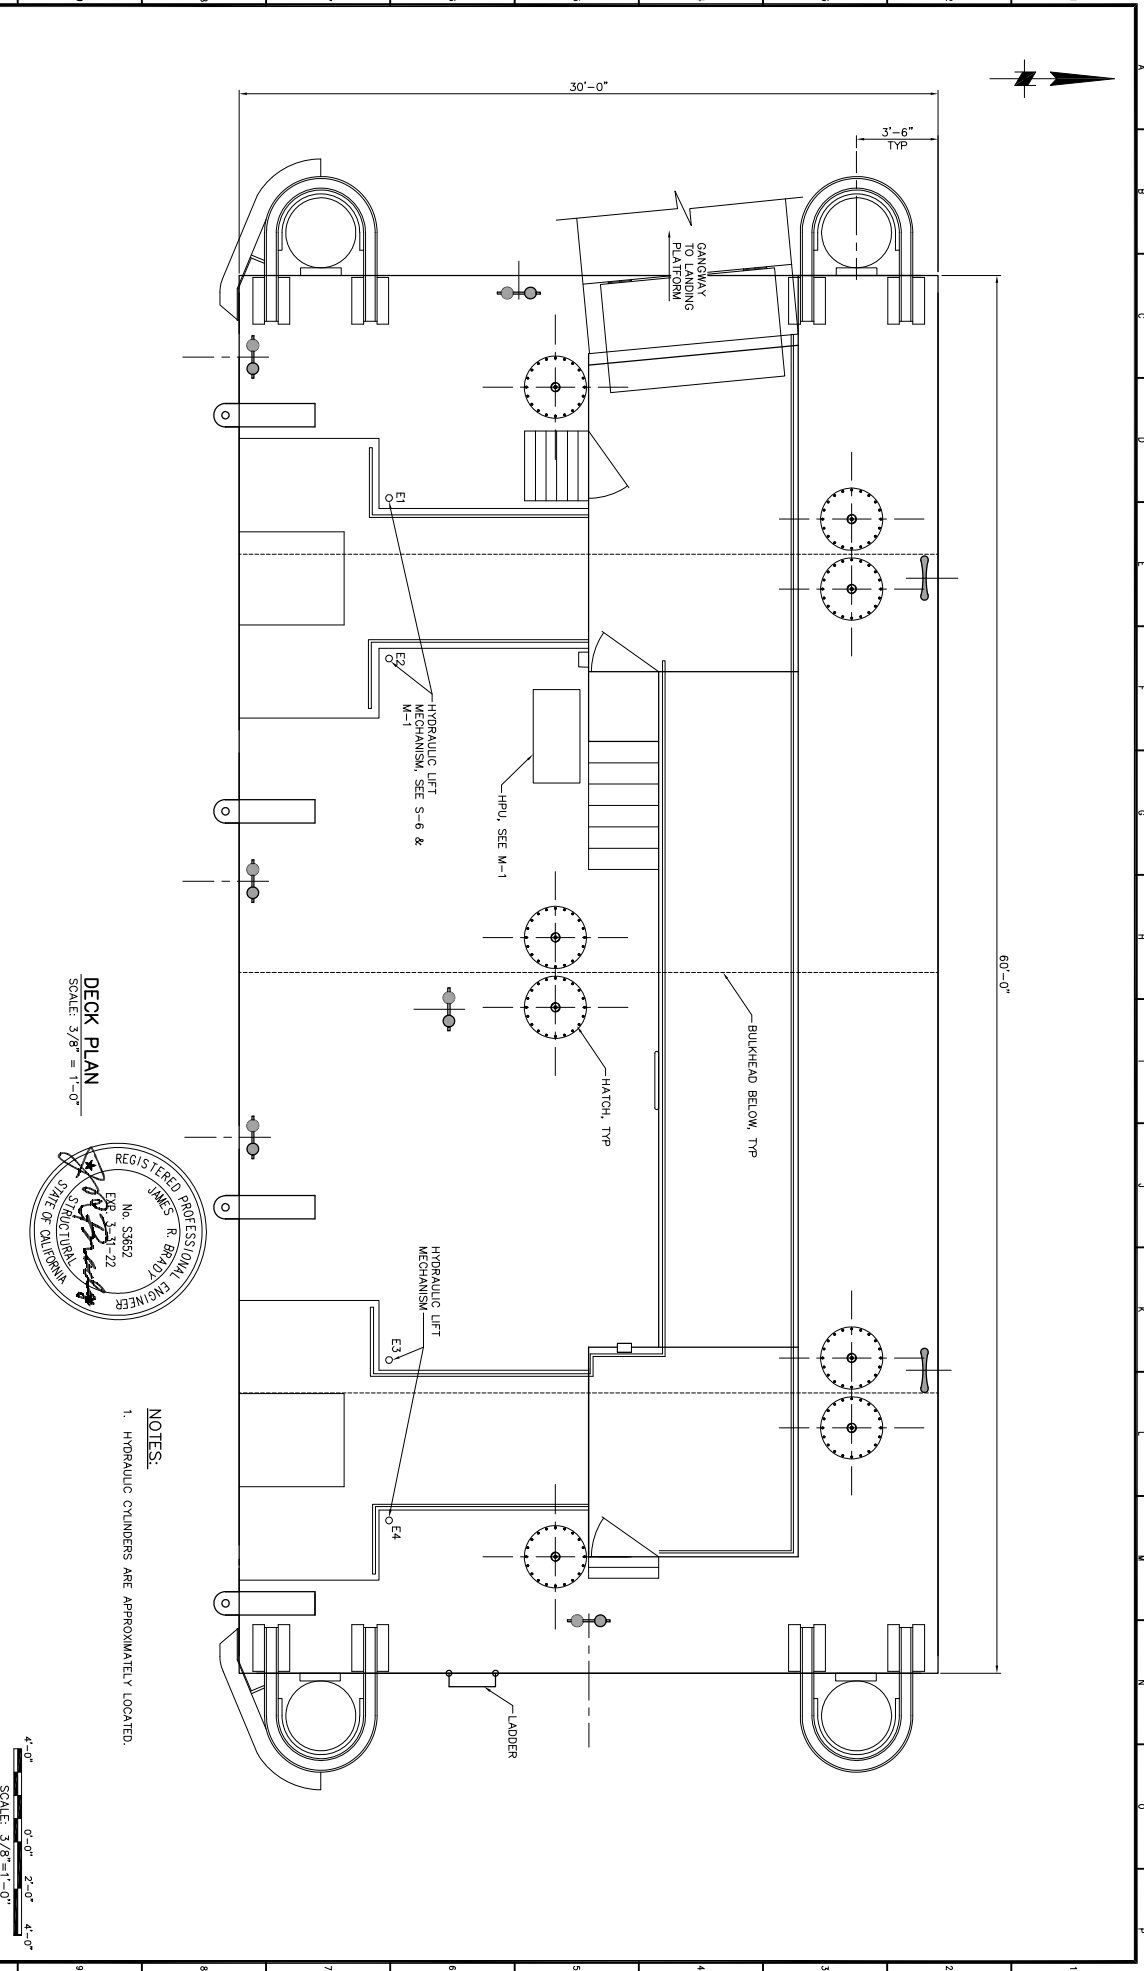 60'-0"
30'-0"
3'-6"
TYP
GANGWAY
TO LANDING
PLATFORM
BULKHEAD BELOW, TYP
HATCH, TYP
HPU, SEE M-1
HYDRAULIC LIFT
MECHANISM, SEE S-6 &
M-1
E1
E2
HYDRAULIC LIFT
MECHANISM
E3
E4
LADDER
DECK PLAN
SCALE: 3/8" = 1'-0"
REGISTERED PROFESSIONAL ENGINEER
JAMES R. BRADY
No. S3652
EXP. 3-31-22
STRUCTURAL
STATE OF CALIFORNIA
NOTES:
1. HYDRAULIC CYLINDERS ARE APPROXIMATELY LOCATED.
4'-0" 0'-0" 2'-0" 4'-0"
SCALE: 3/8"=1'-0"